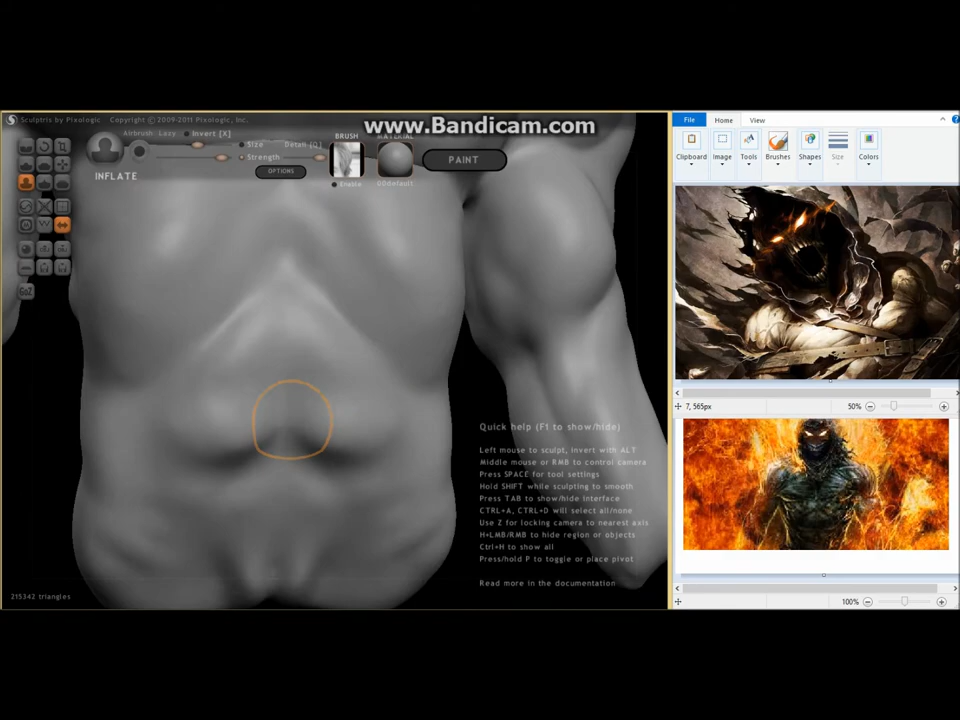 Sculptris by Pixologic Copyright © 2009-2011 Pixologic, Inc.
www.Bandicam.com
Airbrush Lazy Invert [X]
Size Detail [Q]
Strength
INFLATE
OPTIONS
BRUSH
Enable
MATERIAL
00default
PAINT
GoZ
Quick help (F1 to show/hide)
Left mouse to sculpt, invert with ALT
Middle mouse or RMB to control camera
Press SPACE for tool settings
Hold SHIFT while sculpting to smooth
Press TAB to show/hide interface
CTRL+A, CTRL+D will select all/none
Use Z for locking camera to nearest axis
H+LMB/RMB to hide region or objects
Ctrl+H to show all
Press/hold P to toggle or place pivot
Read more in the documentation
215342 triangles
File Home View
Clipboard Image Tools Brushes Shapes Size Colors
7, 565px 50%
100%